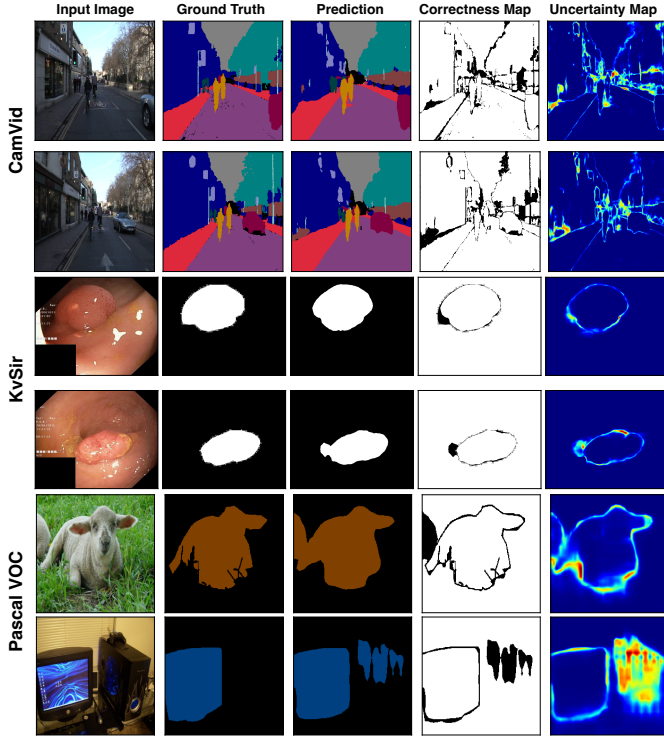 Input Image Ground Truth Prediction Correctness Map Uncertainty Map
CamVid
KvSir
Pascal VOC